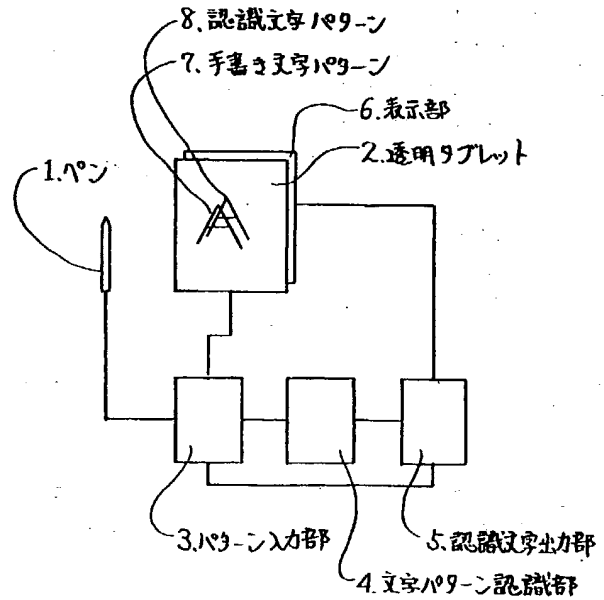 8.認識文字パターン
7.手書き文字パターン
6.表示部
2.透明タブレット
1.ペン
3.パターン入力部
5.認識文字出力部
4.文字パターン認識部